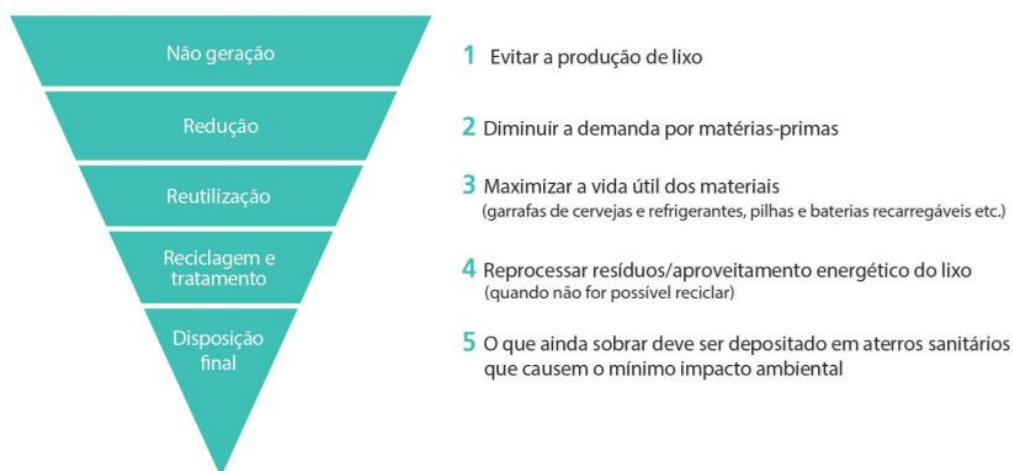 Não geração
1 Evitar a produção de lixo
Redução
2 Diminuir a demanda por matérias-primas
Reutilização
3 Maximizar a vida útil dos materiais
(garrafas de cervejas e refrigerantes, pilhas e baterias recarregáveis etc.)
Reciclagem e
tratamento
4 Reprocessar resíduos/aproveitamento energético do lixo
(quando não for possível reciclar)
Disposição
final
5 O que ainda sobrar deve ser depositado em aterros sanitários
que causem o mínimo impacto ambiental